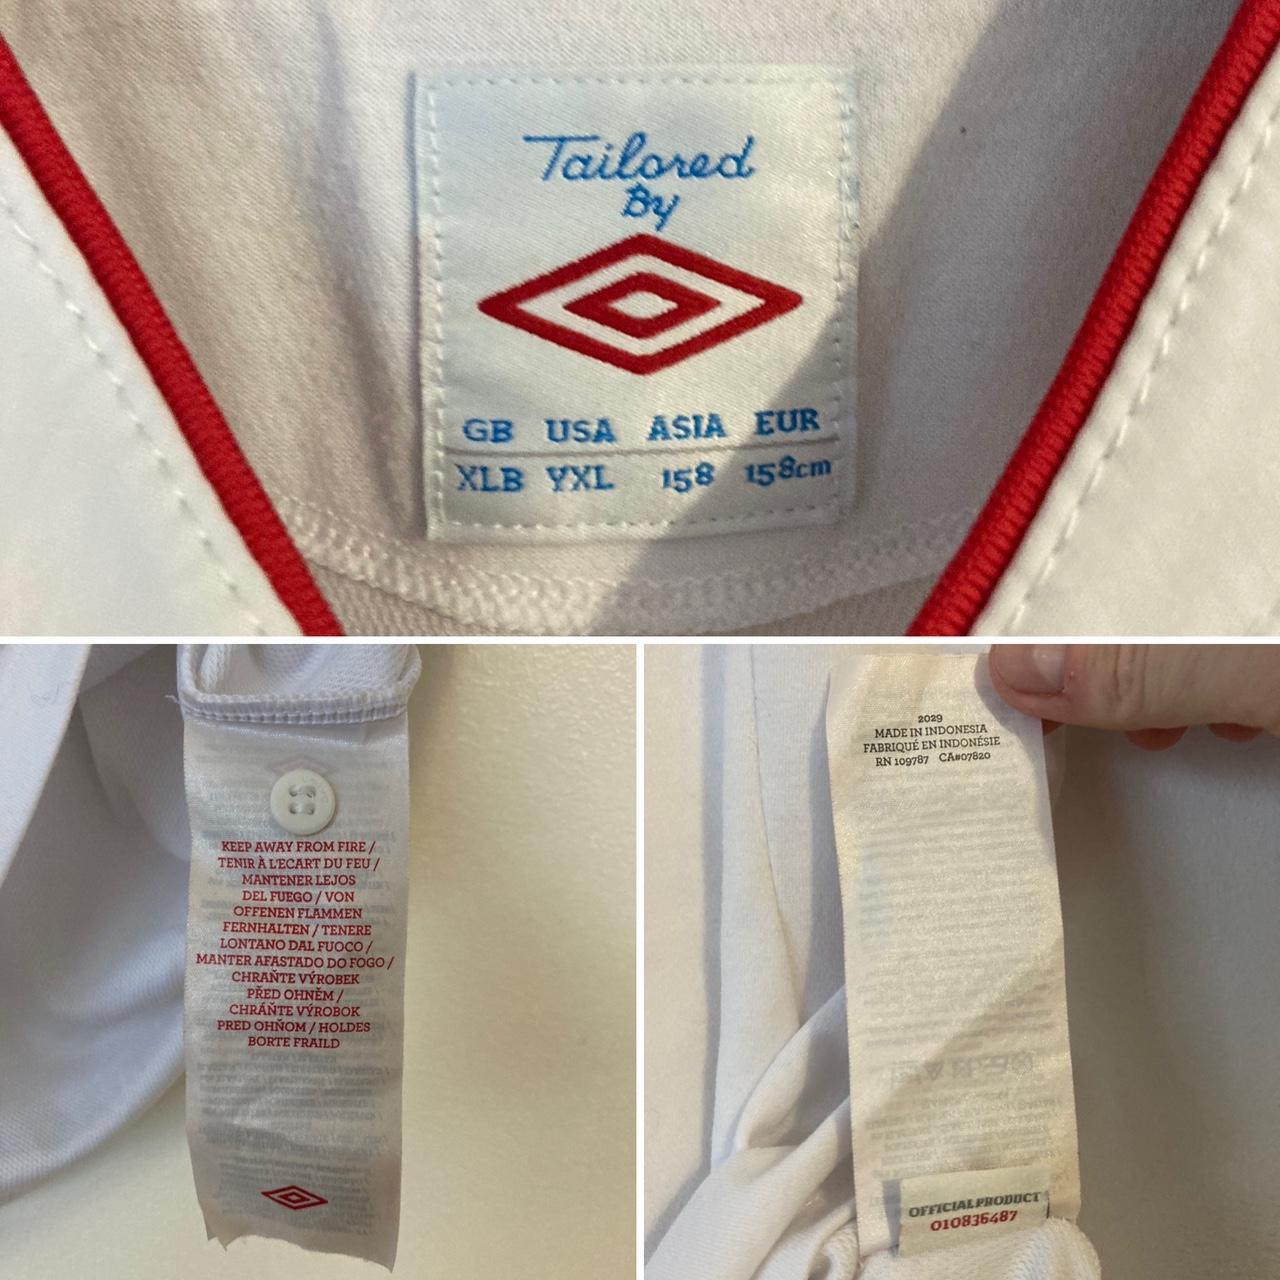 Tailored
By
GB USA ASIA EUR
XLB YXL 158 158cm
KEEP AWAY FROM FIRE /
TENIR À L'ECART DU FEU /
MANTENER LEJOS
DEL FUEGO / VON
OFFENEN FLAMMEN
FERNHALTEN / TENERE
LONTANO DAL FUOCO /
MANTER AFASTADO DO FOGO /
CHRAŇTE VÝROBEK
PŘED OHNĚM /
CHRÁŇTE VÝROBOK
PRED OHŇOM / HOLDES
BORTE FRAILD
2029
MADE IN INDONESIA
FABRIQUÉ EN INDONÉSIE
RN 109787 CA#07820
OFFICIAL PRODUCT
010836487